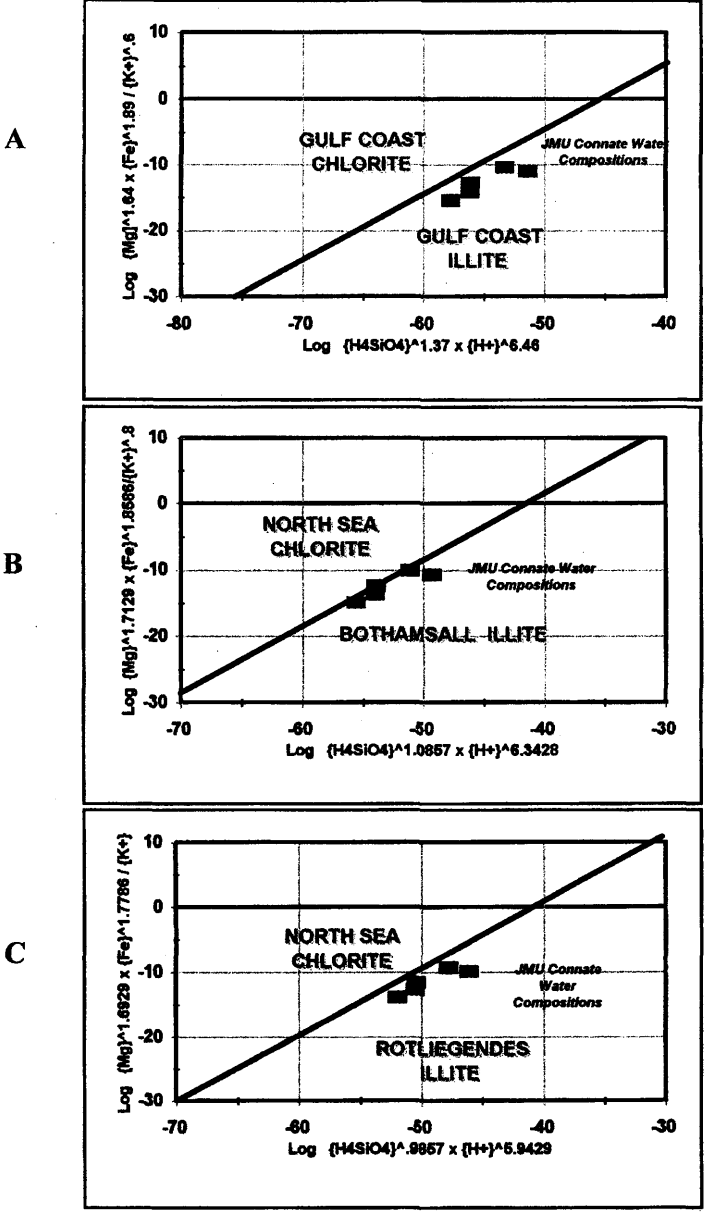 A
Log {Mg}^1.64 x {Fe}^1.89 / {K+}^.6
10
0
-10
-20
-30
GULF COAST
CHLORITE
JMU Connate Water
Compositions
GULF COAST
ILLITE
-80 -70 -60 -50 -40
Log {H4SiO4}^1.37 x {H+}^6.46
B
Log {Mg}^1.7129 x {Fe}^1.8586/{K+}^.8
10
0
-10
-20
-30
NORTH SEA
CHLORITE
JMU Connate Water
Compositions
BOTHAMSALL ILLITE
-70 -60 -50 -40 -30
Log {H4SiO4}^1.0857 x {H+}^6.3428
C
Log {Mg}^1.6929 x {Fe}^1.7786 / {K+}
10
0
-10
-20
-30
NORTH SEA
CHLORITE
JMU Connate
Water
Compositions
ROTLIEGENDES
ILLITE
-70 -60 -50 -40 -30
Log {H4SiO4}^.9857 x {H+}^5.9429